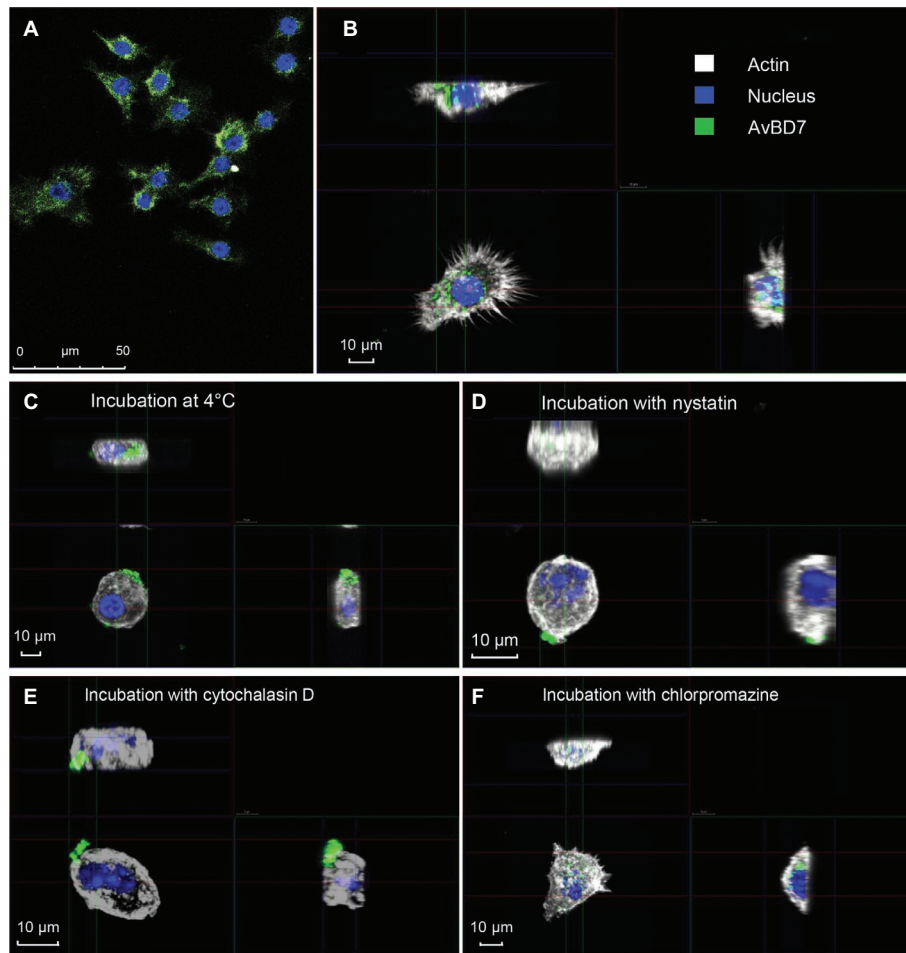 A
0 µm 50
B
Actin
Nucleus
AvBD7
10 µm
C Incubation at 4°C
10 µm
D Incubation with nystatin
10 µm
E Incubation with cytochalasin D
10 µm
F Incubation with chlorpromazine
10 µm